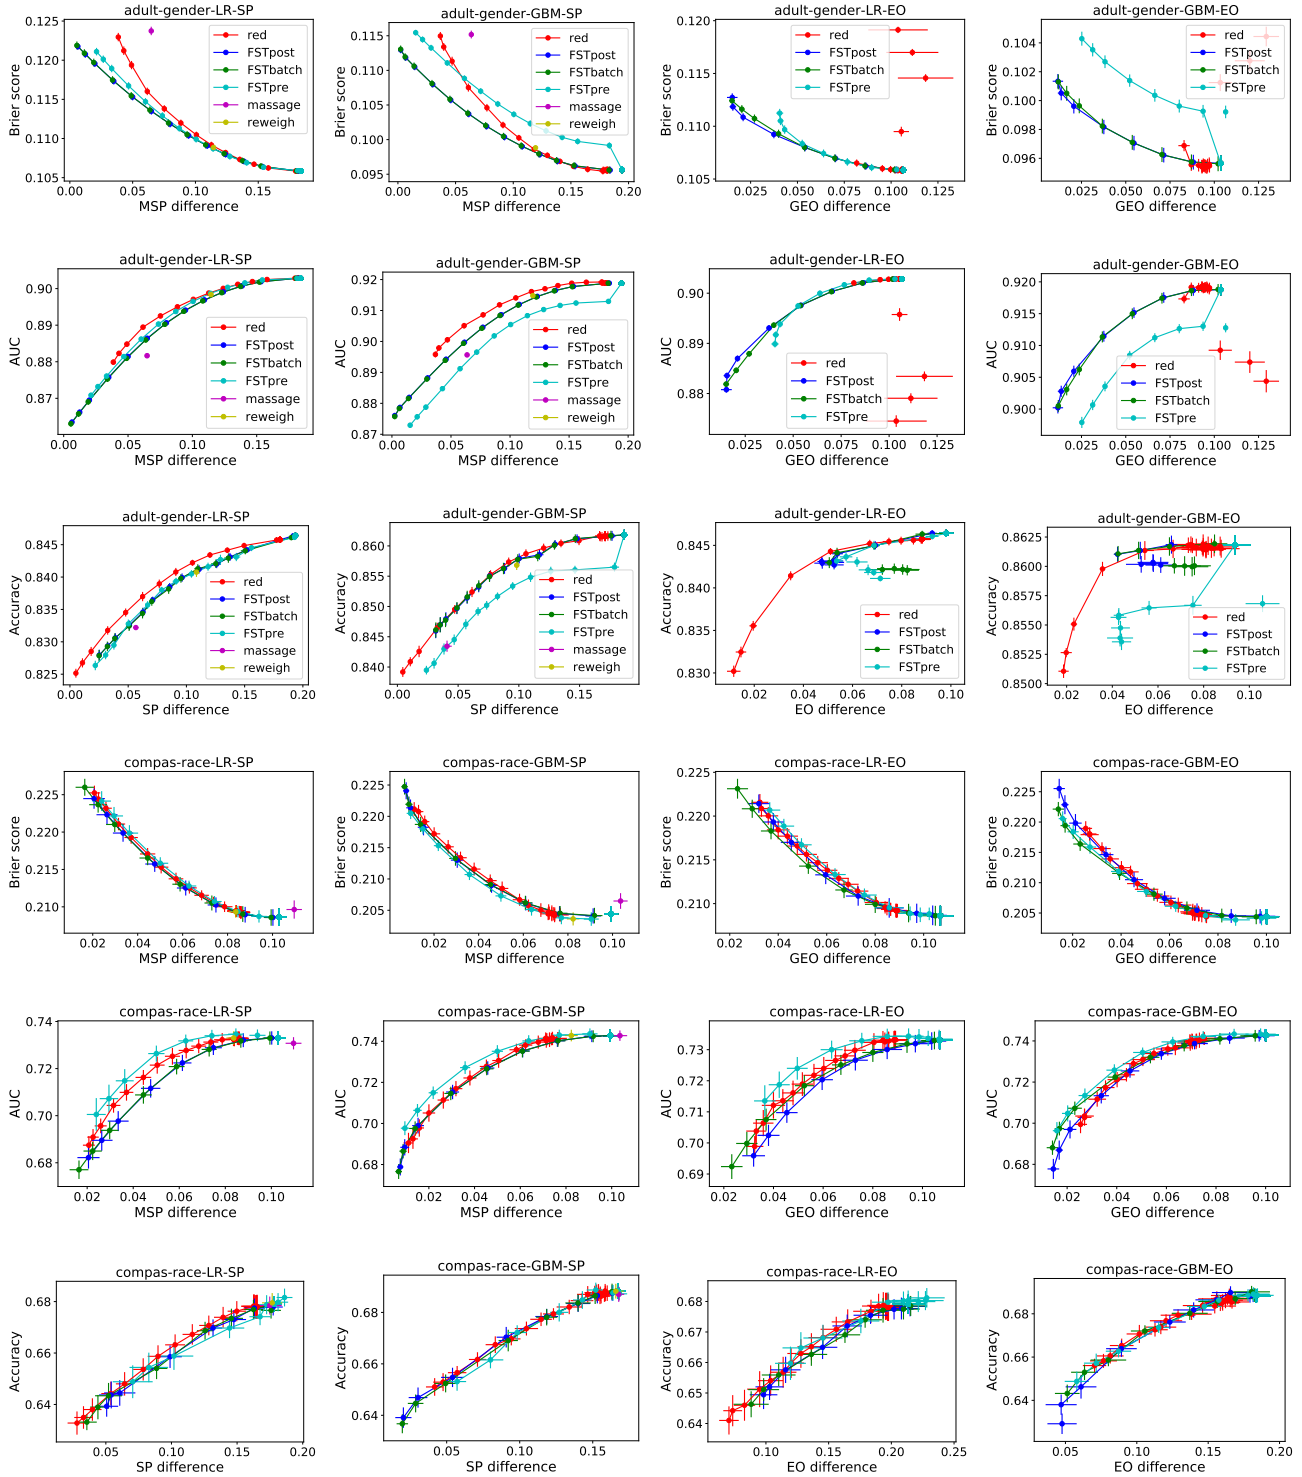 adult-gender-LR-SP
0.125
0.120
0.115
0.110
0.105
Brier score
red
FSTpost
FSTbatch
FSTpre
massage
reweigh
0.00 0.05 0.10 0.15
MSP difference
adult-gender-GBM-SP
0.115
0.110
0.105
0.100
0.095
Brier score
red
FSTpost
FSTbatch
FSTpre
massage
reweigh
0.00 0.05 0.10 0.15 0.20
MSP difference
adult-gender-LR-EO
0.120
0.115
0.110
0.105
Brier score
red
FSTpost
FSTbatch
FSTpre
0.000 0.025 0.050 0.075 0.100 0.125
GEO difference
adult-gender-GBM-EO
0.104
0.102
0.100
0.098
0.096
Brier score
red
FSTpost
FSTbatch
FSTpre
0.025 0.050 0.075 0.100 0.125
GEO difference
adult-gender-LR-SP
0.90
0.89
0.88
0.87
AUC
red
FSTpost
FSTbatch
FSTpre
massage
reweigh
0.00 0.05 0.10 0.15
MSP difference
adult-gender-GBM-SP
0.92
0.91
0.90
0.89
0.88
0.87
AUC
red
FSTpost
FSTbatch
FSTpre
massage
reweigh
0.00 0.05 0.10 0.15 0.20
MSP difference
adult-gender-LR-EO
0.90
0.89
0.88
AUC
red
FSTpost
FSTbatch
FSTpre
0.000 0.025 0.050 0.075 0.100 0.125
GEO difference
adult-gender-GBM-EO
0.920
0.915
0.910
0.905
0.900
AUC
red
FSTpost
FSTbatch
FSTpre
0.000 0.025 0.050 0.075 0.100 0.125
GEO difference
adult-gender-LR-SP
0.845
0.840
0.835
0.830
0.825
Accuracy
red
FSTpost
FSTbatch
FSTpre
massage
reweigh
0.00 0.05 0.10 0.15 0.20
SP difference
adult-gender-GBM-SP
0.860
0.855
0.850
0.845
0.840
Accuracy
red
FSTpost
FSTbatch
FSTpre
massage
reweigh
0.00 0.05 0.10 0.15 0.20
SP difference
adult-gender-LR-EO
0.845
0.842
0.840
0.838
0.835
0.833
0.830
Accuracy
red
FSTpost
FSTbatch
FSTpre
0.02 0.04 0.06 0.08 0.10
EO difference
adult-gender-GBM-EO
0.8625
0.8600
0.8575
0.8550
0.8525
0.8500
Accuracy
red
FSTpost
FSTbatch
FSTpre
0.02 0.04 0.06 0.08 0.10
EO difference
compas-race-LR-SP
0.225
0.220
0.215
0.210
Brier score
0.02 0.04 0.06 0.08 0.10
MSP difference
compas-race-GBM-SP
0.225
0.220
0.215
0.210
0.205
Brier score
0.02 0.04 0.06 0.08 0.10
MSP difference
compas-race-LR-EO
0.225
0.220
0.215
0.210
Brier score
0.02 0.04 0.06 0.08 0.10
GEO difference
compas-race-GBM-EO
0.225
0.220
0.215
0.210
0.205
Brier score
0.02 0.04 0.06 0.08 0.10
GEO difference
compas-race-LR-SP
0.74
0.72
0.70
0.68
AUC
0.02 0.04 0.06 0.08 0.10
MSP difference
compas-race-GBM-SP
0.74
0.72
0.70
0.68
AUC
0.02 0.04 0.06 0.08 0.10
MSP difference
compas-race-LR-EO
0.73
0.72
0.71
0.70
0.69
AUC
0.02 0.04 0.06 0.08 0.10
GEO difference
compas-race-GBM-EO
0.74
0.72
0.70
0.68
AUC
0.02 0.04 0.06 0.08 0.10
GEO difference
compas-race-LR-SP
0.68
0.66
0.64
Accuracy
0.05 0.10 0.15 0.20
SP difference
compas-race-GBM-SP
0.68
0.66
0.64
Accuracy
0.05 0.10 0.15
SP difference
compas-race-LR-EO
0.68
0.67
0.66
0.65
0.64
Accuracy
0.10 0.15 0.20 0.25
EO difference
compas-race-GBM-EO
0.68
0.66
0.64
Accuracy
0.05 0.10 0.15 0.20
EO difference